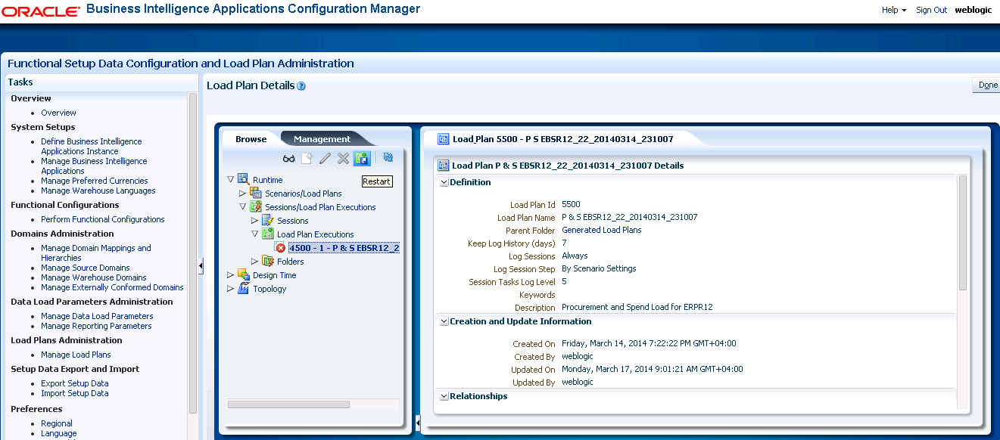 ORACLE Business Intelligence Applications Configuration Manager
Help Sign Out weblogic
Functional Setup Data Configuration and Load Plan Administration
Tasks
Overview
Overview
System Setups
Define Business Intelligence
Applications Instance
Manage Business Intelligence
Applications
Manage Preferred Currencies
Manage Warehouse Languages
Functional Configurations
Perform Functional Configurations
Domains Administration
Manage Domain Mappings and
Hierarchies
Manage Source Domains
Manage Warehouse Domains
Manage Externally Conformed Domains
Data Load Parameters Administration
Manage Data Load Parameters
Manage Reporting Parameters
Load Plans Administration
Manage Load Plans
Setup Data Export and Import
Export Setup Data
Import Setup Data
Preferences
Regional
Language
Load Plan Details
Done
Browse Management
Restart
Runtime
Scenarios/Load Plans
Sessions/Load Plan Executions
Sessions
Load Plan Executions
4500 - 1 - P & S EBSR12_2
Folders
Design Time
Topology
Load Plan 5500 - P S EBSR12_22_20140314_231007
Load Plan P & S EBSR12_22_20140314_231007 Details
Definition
Load Plan Id 5500
Load Plan Name P & S EBSR12_22_20140314_231007
Parent Folder Generated Load Plans
Keep Log History (days) 7
Log Sessions Always
Log Session Step By Scenario Settings
Session Tasks Log Level 5
Keywords
Description Procurement and Spend Load for ERPR12
Creation and Update Information
Created On Friday, March 14, 2014 7:22:22 PM GMT+04:00
Created By weblogic
Updated On Monday, March 17, 2014 9:01:21 AM GMT+04:00
Updated By weblogic
Relationships